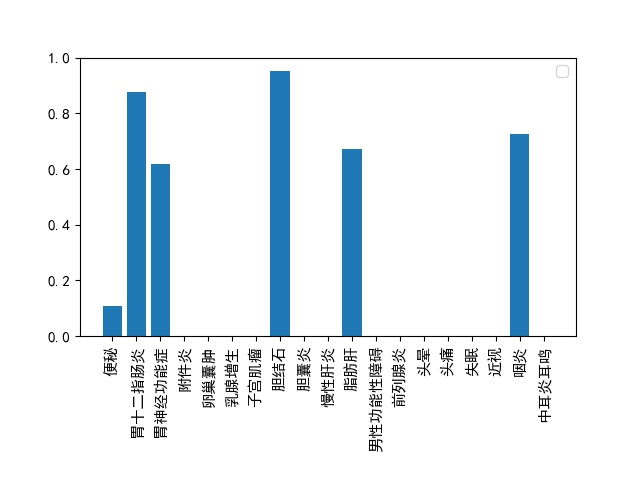 1.0
0.8
0.6
0.4
0.2
0.0
便秘
胃十二指肠炎
胃神经功能症
附件炎
卵巢囊肿
乳腺增生
子宫肌瘤
胆结石
胆囊炎
慢性肝炎
脂肪肝
男性功能性障碍
前列腺炎
头晕
头痛
失眠
近视
咽炎
中耳炎耳鸣